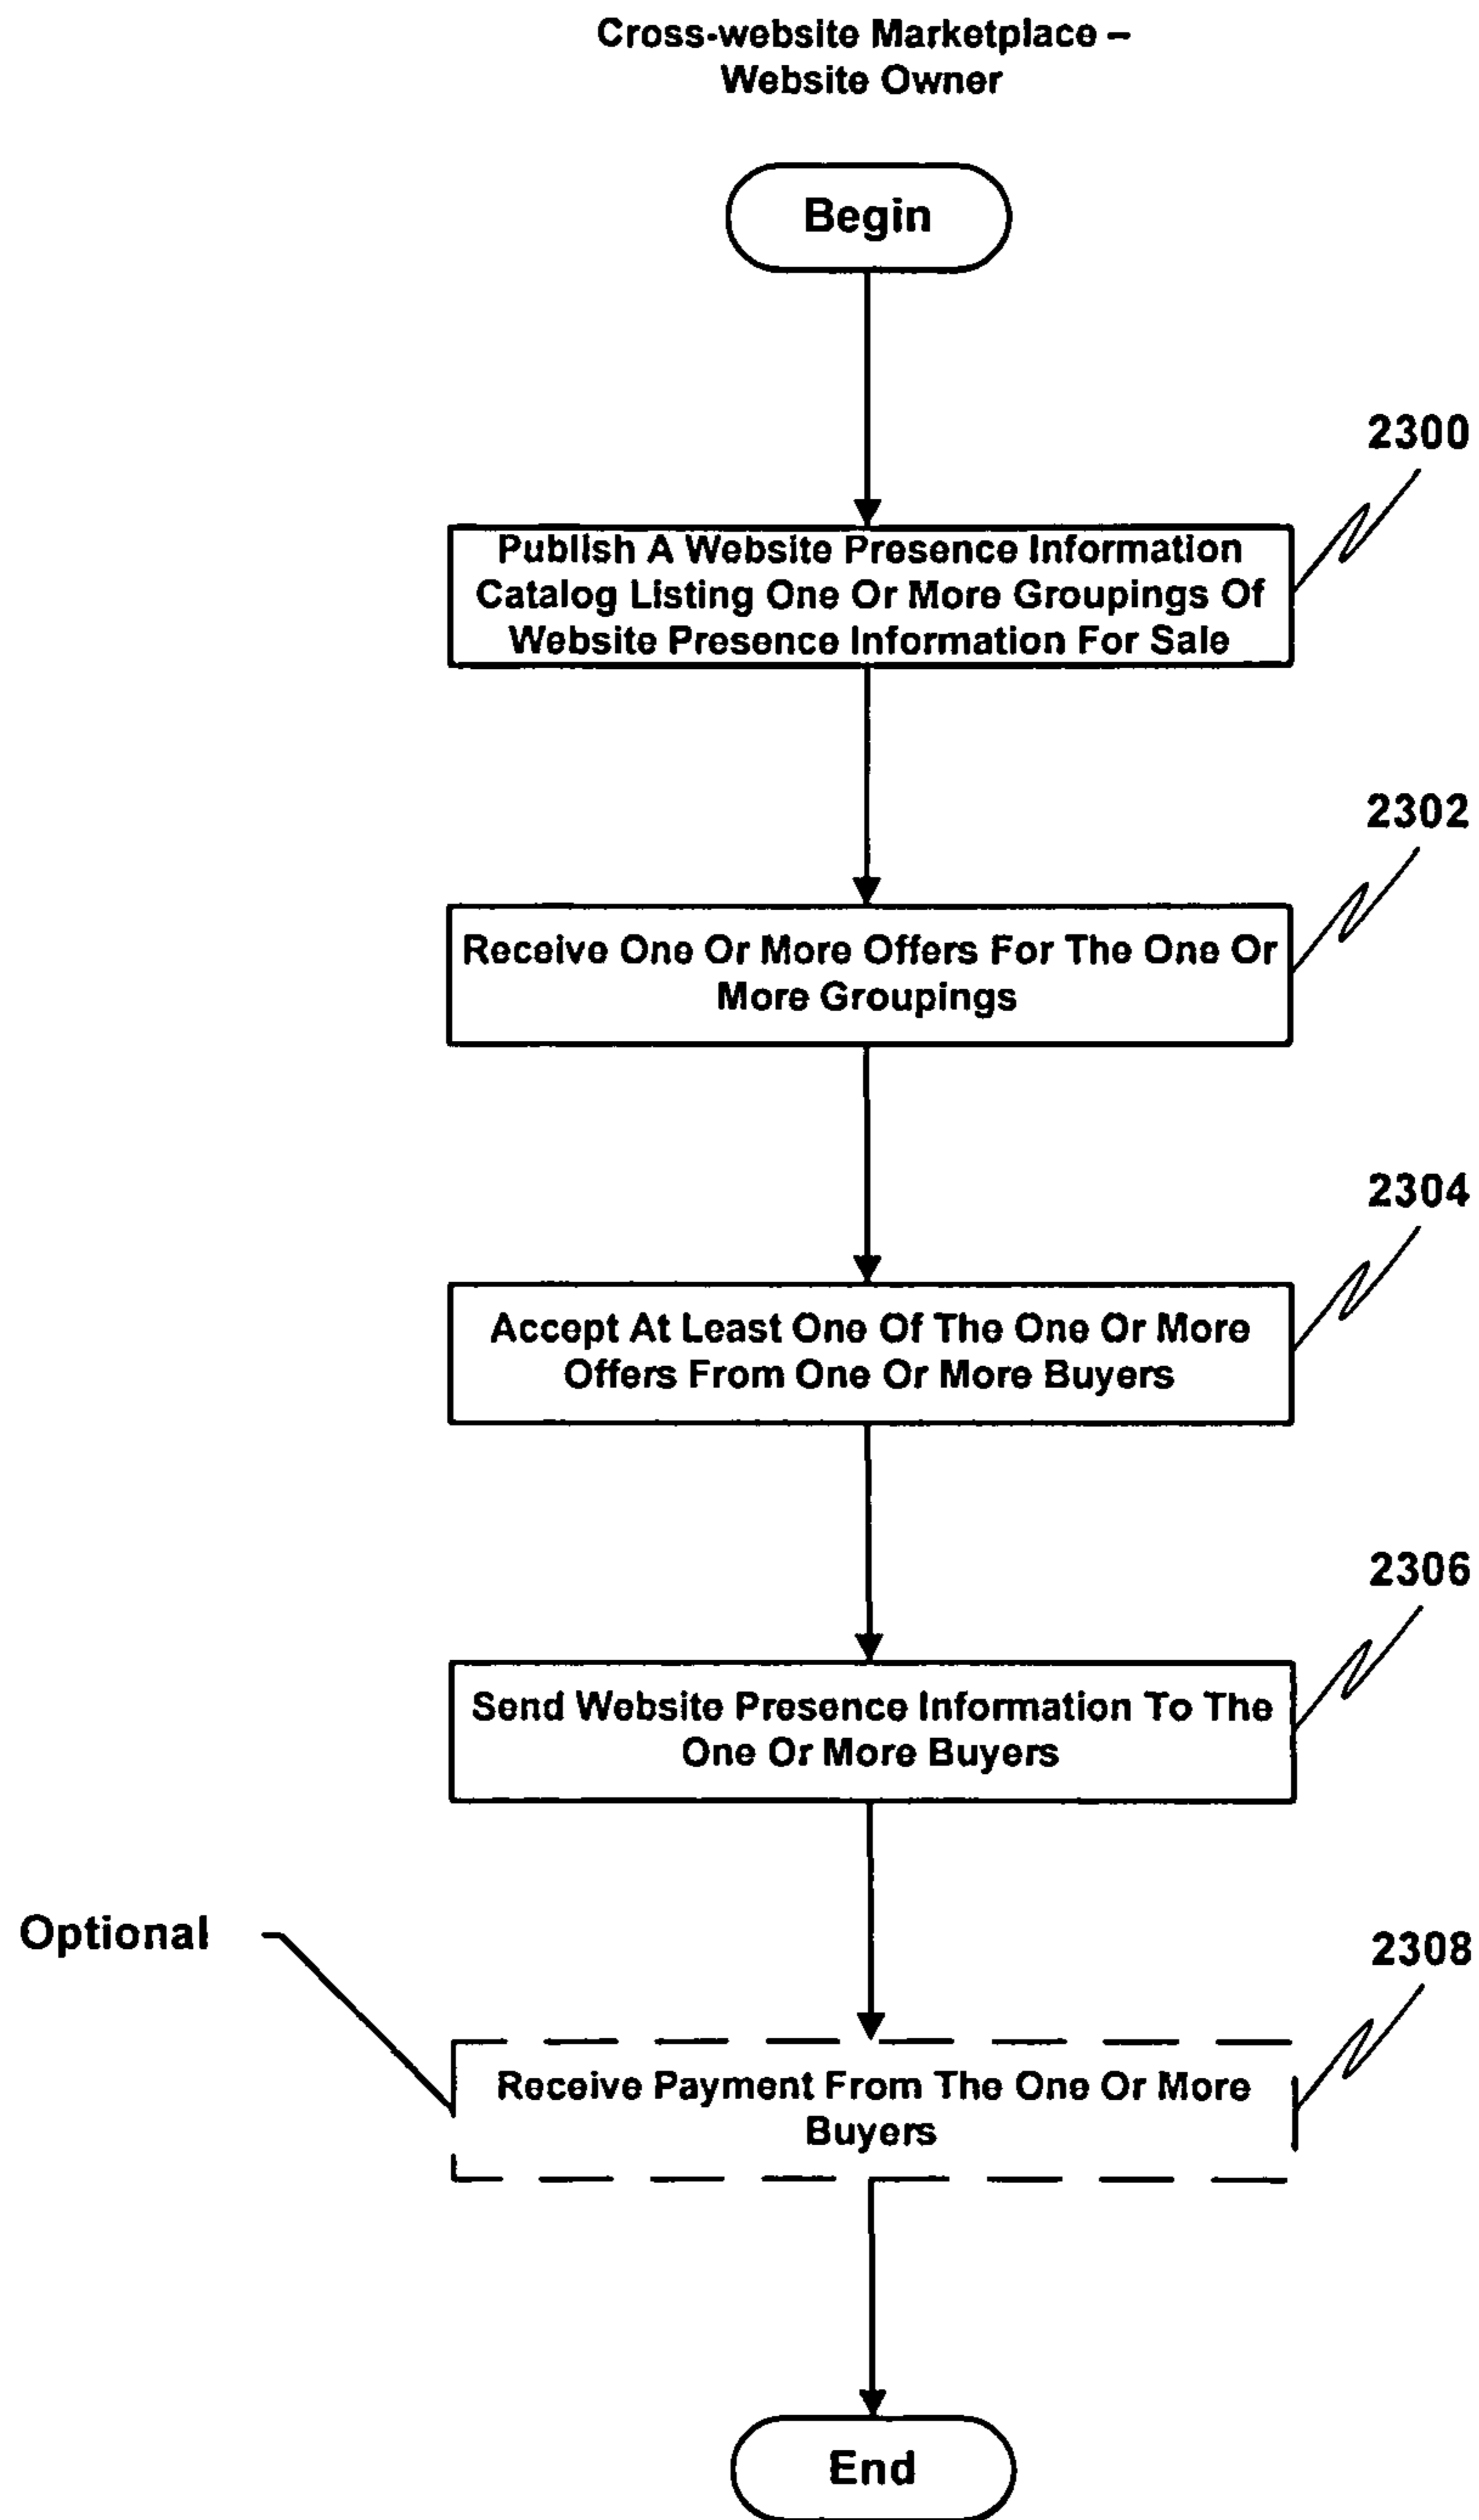 Cross-website Marketplace –
Website Owner
Begin
2300
Publish A Website Presence Information
Catalog Listing One Or More Groupings Of
Website Presence Information For Sale
2302
Receive One Or More Offers For The One Or
More Groupings
2304
Accept At Least One Of The One Or More
Offers From One Or More Buyers
2306
Send Website Presence Information To The
One Or More Buyers
Optional
2308
Receive Payment From The One Or More
Buyers
End